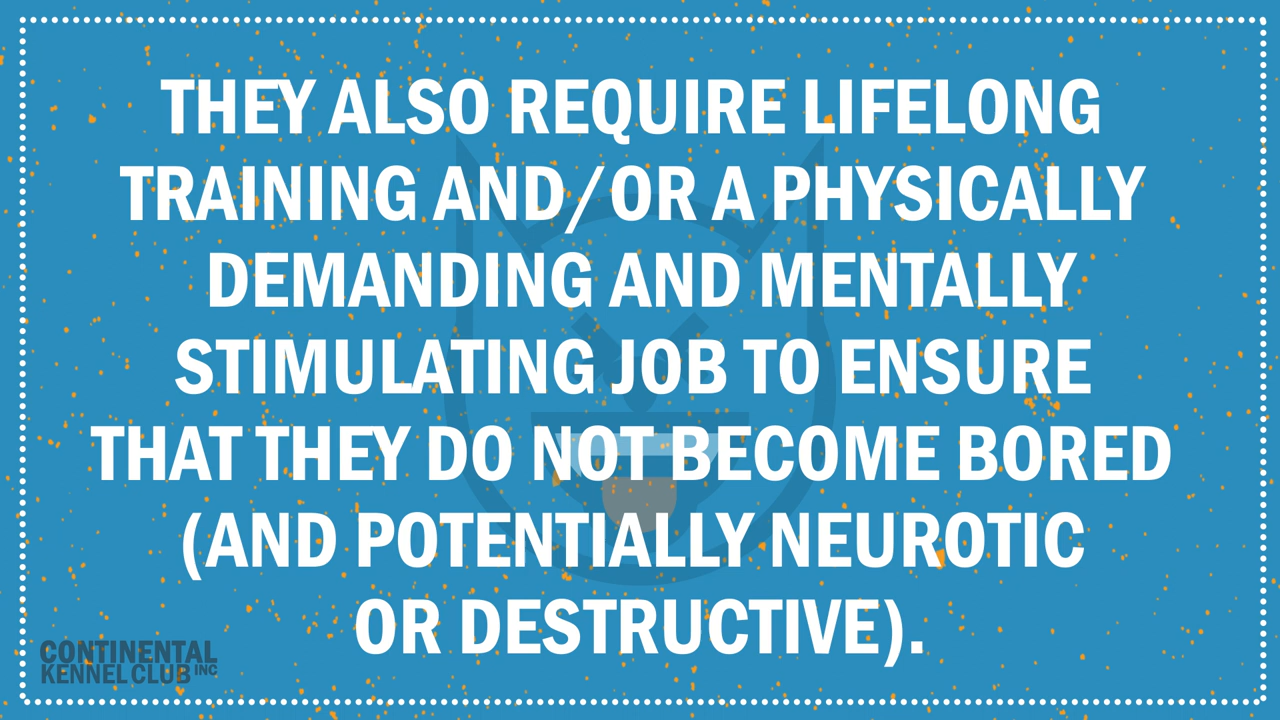 THEY ALSO REQUIRE LIFELONG
TRAINING AND/OR A PHYSICALLY
DEMANDING AND MENTALLY
STIMULATING JOB TO ENSURE
THAT THEY DO NOT BECOME BORED
(AND POTENTIALLY NEUROTIC
OR DESTRUCTIVE).
CONTINENTAL
KENNEL CLUB INC